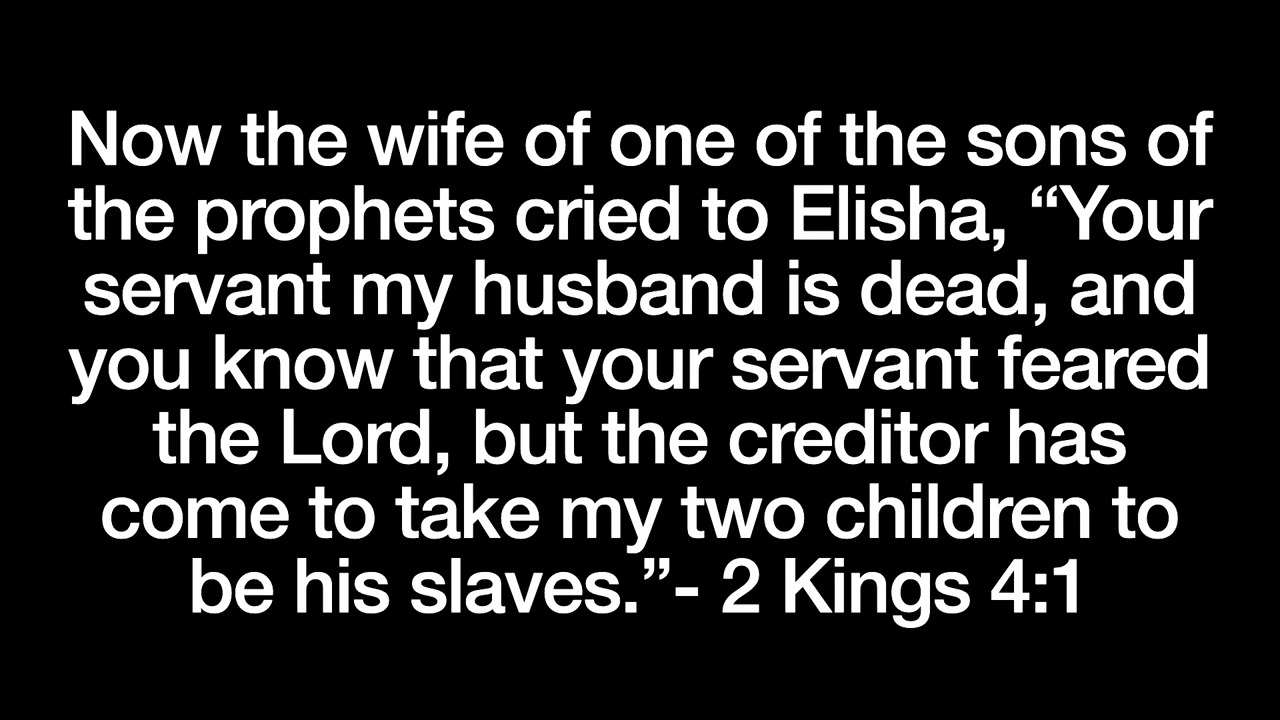 Now the wife of one of the sons of
the prophets cried to Elisha, “Your
servant my husband is dead, and
you know that your servant feared
the Lord, but the creditor has
come to take my two children to
be his slaves.”- 2 Kings 4:1